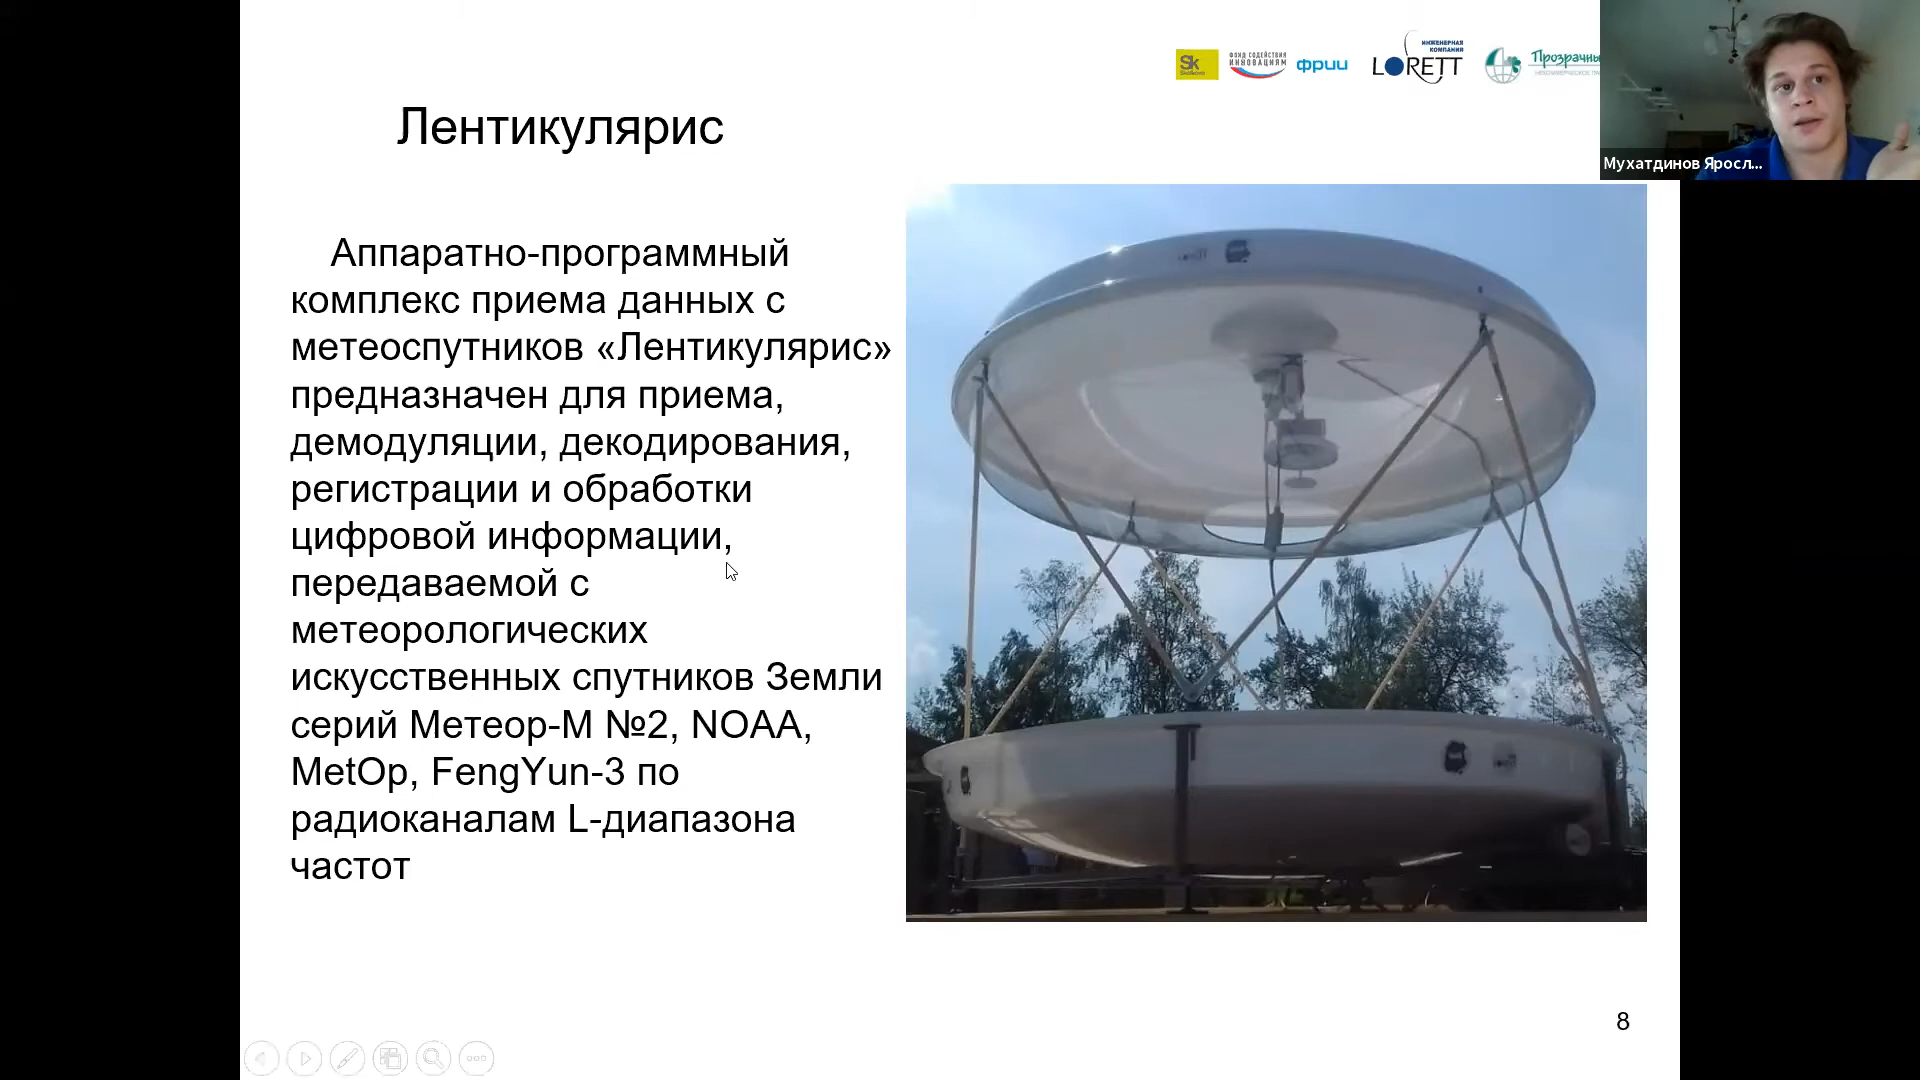 Sk
Skolkovo
ФОНД СОДЕЙСТВИЯ
ИННОВАЦИЯМ
фрии
ИНЖЕНЕРНАЯ
КОМПАНИЯ
LORETT
Прозрачны
Мухатдинов Яросл...
Лентикулярис
Аппаратно-программный
комплекс приема данных с
метеоспутников «Лентикулярис»
предназначен для приема,
демодуляции, декодирования,
регистрации и обработки
цифровой информации,
передаваемой с
метеорологических
искусственных спутников Земли
серий Метеор-М №2, NOAA,
MetOp, FengYun-3 по
радиоканалам L-диапазона
частот
8